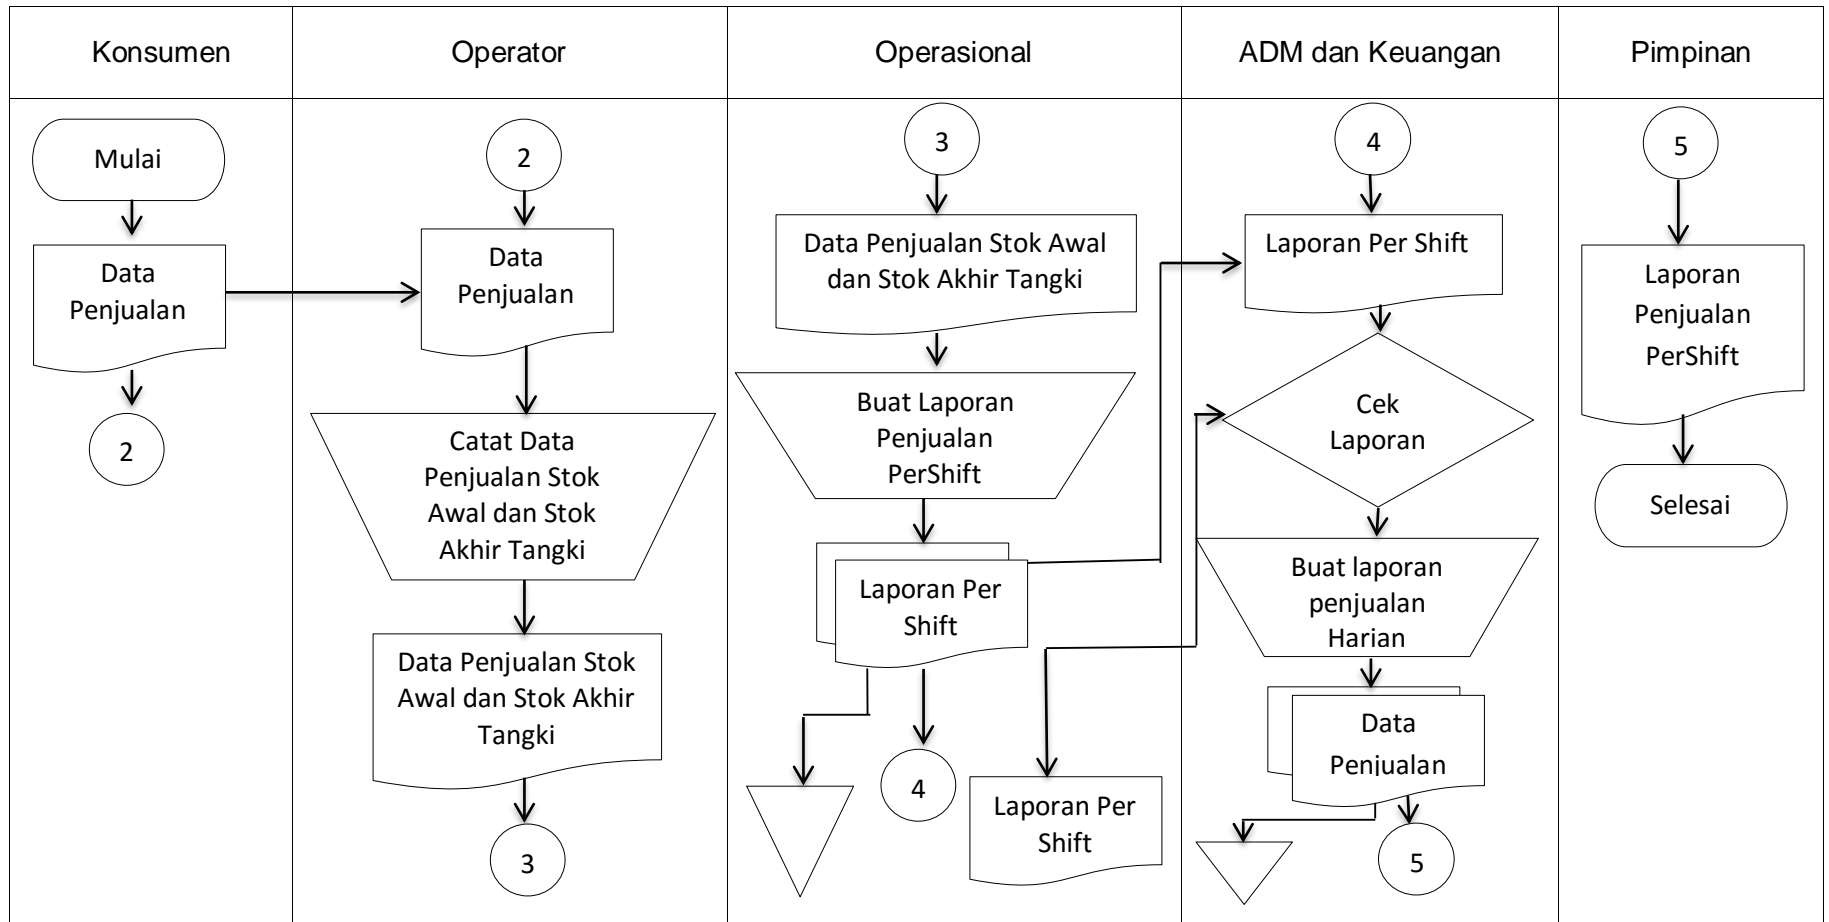 Konsumen
Operator
Operasional
ADM dan Keuangan
Pimpinan
Mulai
Data
Penjualan
2
2
Data
Penjualan
Catat Data
Penjualan Stok
Awal dan Stok
Akhir Tangki
Data Penjualan Stok
Awal dan Stok Akhir
Tangki
3
3
Data Penjualan Stok Awal
dan Stok Akhir Tangki
Buat Laporan
Penjualan
PerShift
Laporan Per
Shift
4
Laporan Per
Shift
4
Laporan Per Shift
Cek
Laporan
Buat laporan
penjualan
Harian
Data
Penjualan
5
5
Laporan
Penjualan
PerShift
Selesai